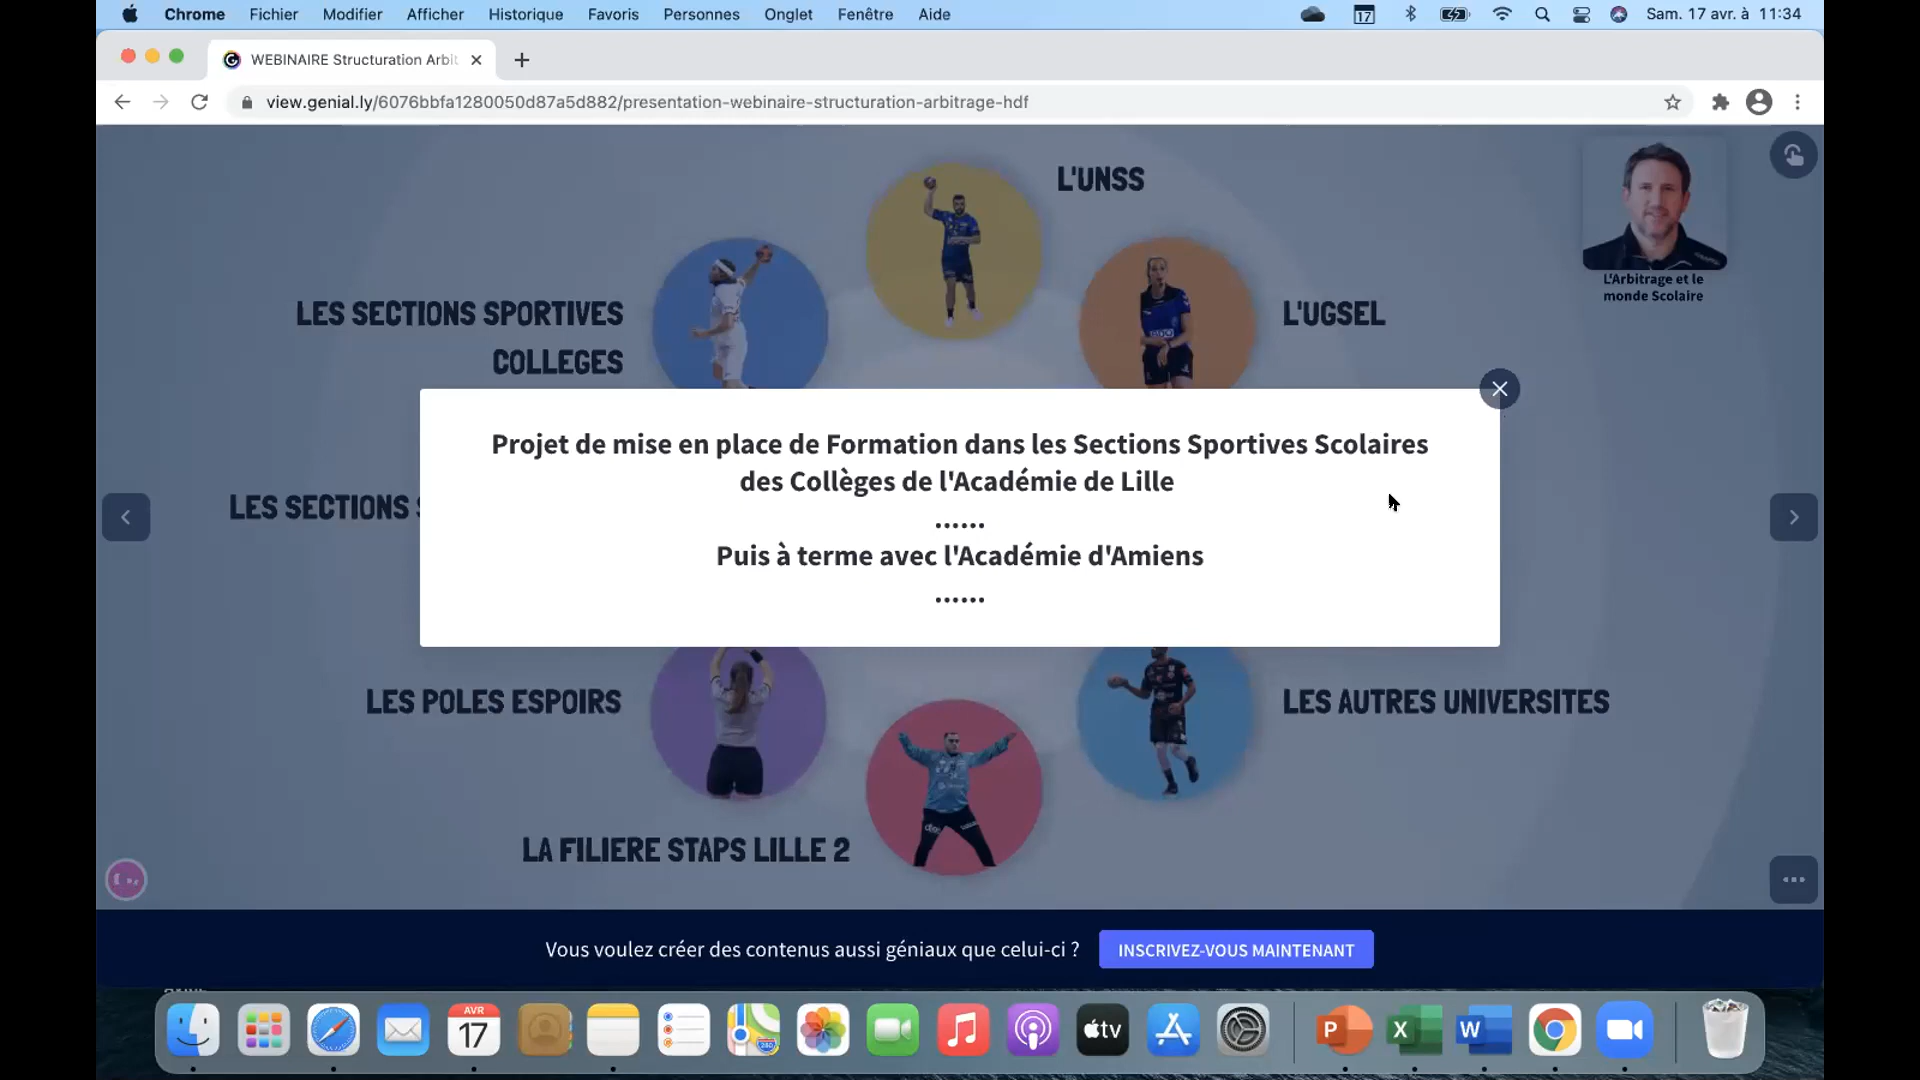 Chrome Fichier Modifier Afficher Historique Favoris Personnes Onglet Fenêtre Aide 17 Sam. 17 avr. à 11:34
WEBINAIRE Structuration Arbit
view.genial.ly/6076bbfa1280050d87a5d882/presentation-webinaire-structuration-arbitrage-hdf
L'UNSS
L'Arbitrage et le
monde Scolaire
LES SECTIONS SPORTIVES
COLLEGES
L'UGSEL
Projet de mise en place de Formation dans les Sections Sportives Scolaires
des Collèges de l'Académie de Lille
......
Puis à terme avec l'Académie d'Amiens
......
LES SECTIONS
LES POLES ESPOIRS
LES AUTRES UNIVERSITES
LA FILIERE STAPS LILLE 2
Vous voulez créer des contenus aussi géniaux que celui-ci ? INSCRIVEZ-VOUS MAINTENANT
AVR
17
280
tv
P
X
W